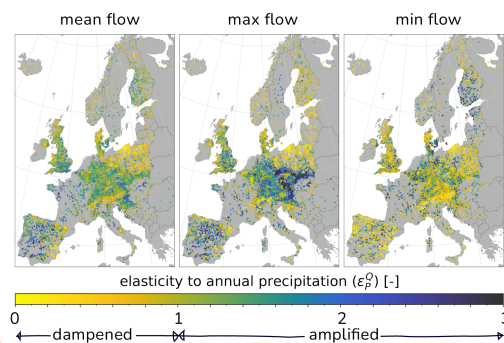 mean flow max flow min flow
elasticity to annual precipitation (ε_P^Q) [-]
0 1 2 3
dampened amplified